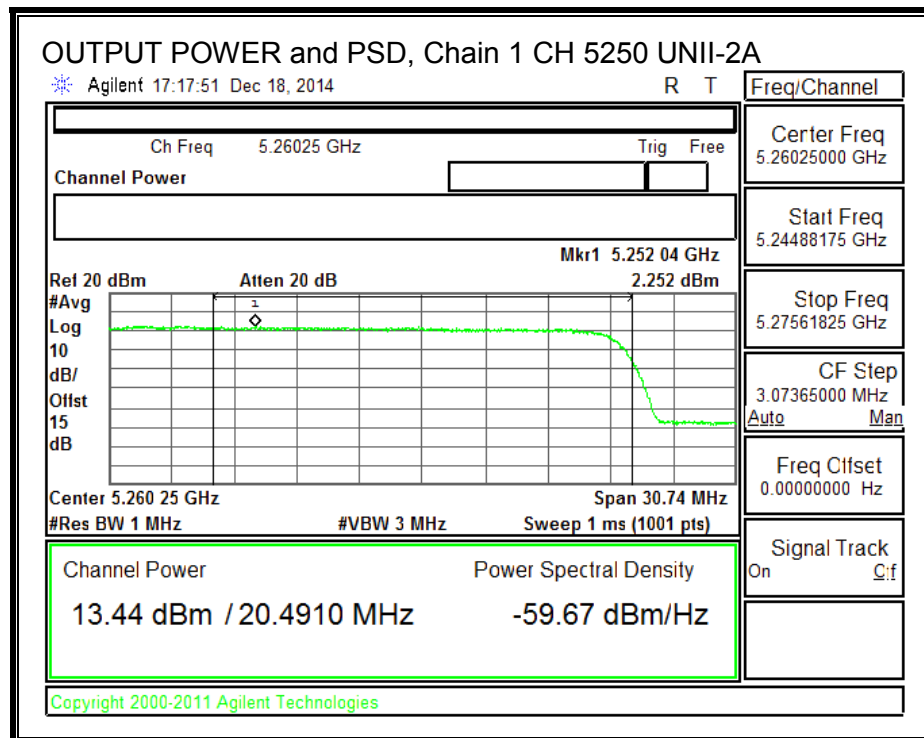 OUTPUT POWER and PSD, Chain 1 CH 5250 UNII-2A
Agilent 17:17:51 Dec 18, 2014 R T
Ch Freq 5.26025 GHz Trig Free
Channel Power
Mkr1 5.252 04 GHz
Ref 20 dBm Atten 20 dB 2.252 dBm
#Avg
Log
10
dB/
Offst
15
dB
1
Center 5.260 25 GHz Span 30.74 MHz
#Res BW 1 MHz #VBW 3 MHz Sweep 1 ms (1001 pts)
Channel Power Power Spectral Density
13.44 dBm / 20.4910 MHz -59.67 dBm/Hz
Copyright 2000-2011 Agilent Technologies
Freq/Channel
Center Freq
5.26025000 GHz
Start Freq
5.24488175 GHz
Stop Freq
5.27561825 GHz
CF Step
3.07365000 MHz
Auto Man
Freq Offset
0.00000000 Hz
Signal Track
On Off